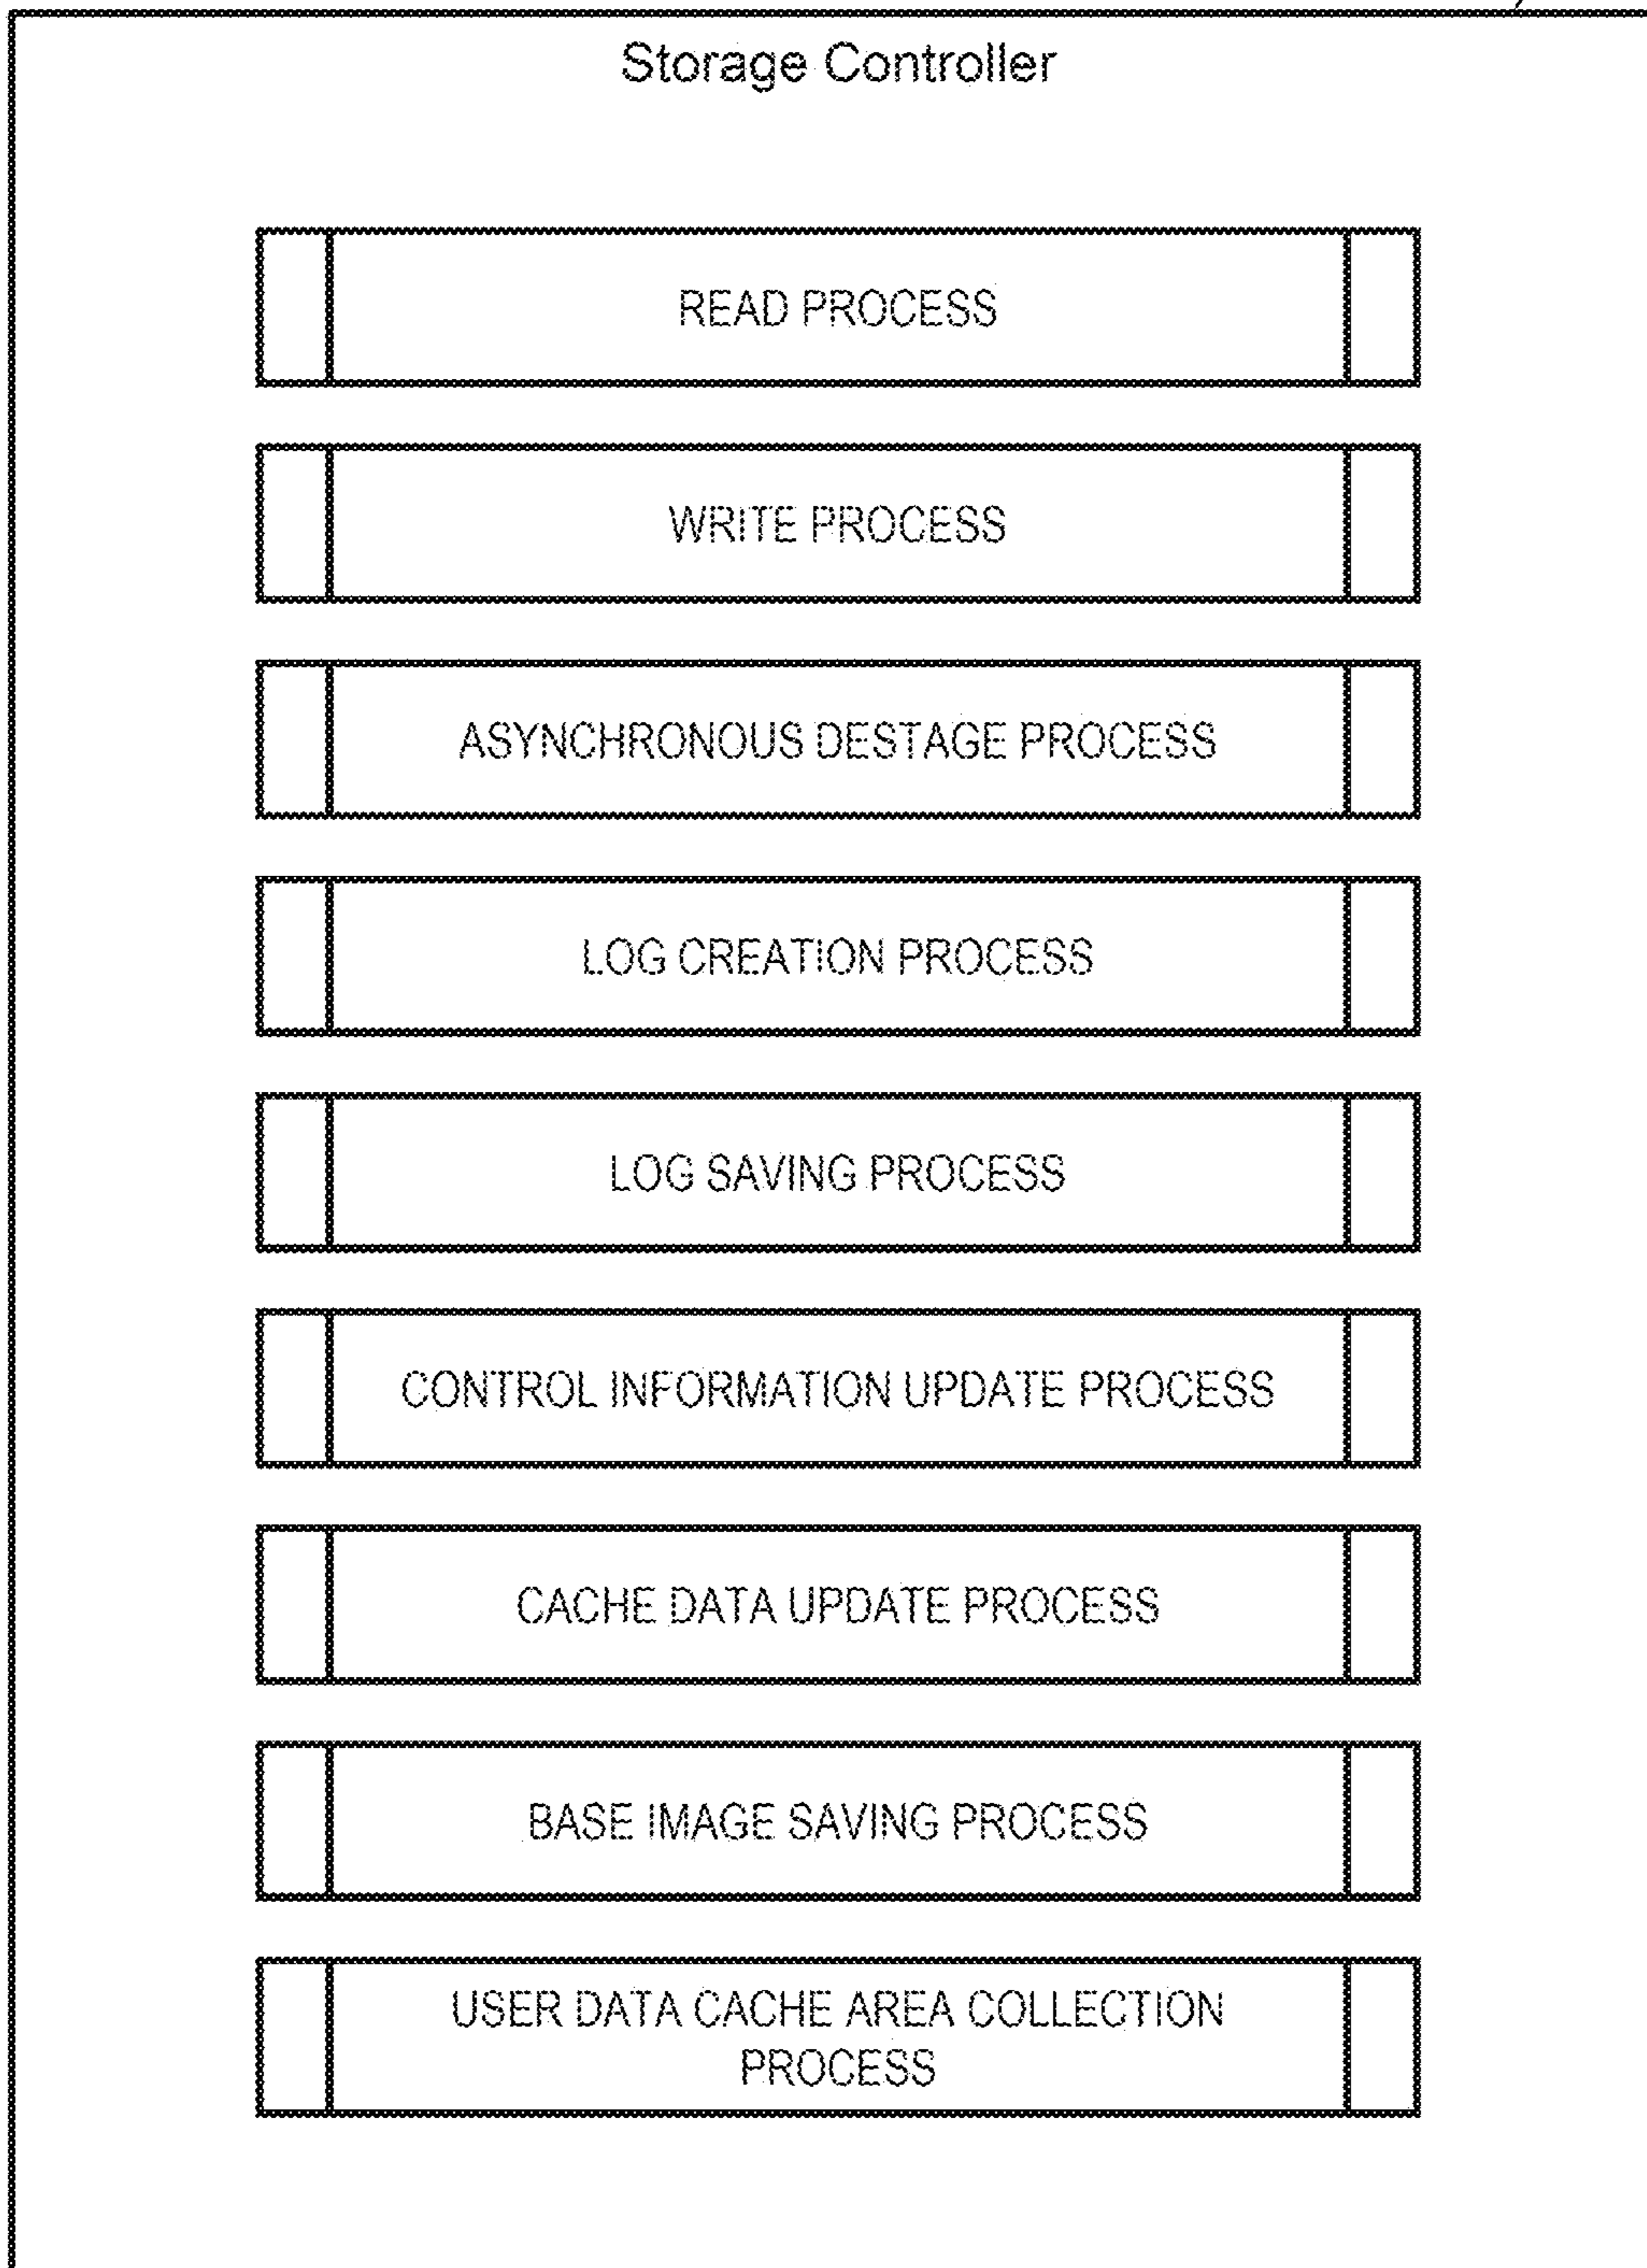 Storage Controller
READ PROCESS
WRITE PROCESS
ASYNCHRONOUS DESTAGE PROCESS
LOG CREATION PROCESS
LOG SAVING PROCESS
CONTROL INFORMATION UPDATE PROCESS
CACHE DATA UPDATE PROCESS
BASE IMAGE SAVING PROCESS
USER DATA CACHE AREA COLLECTION
PROCESS